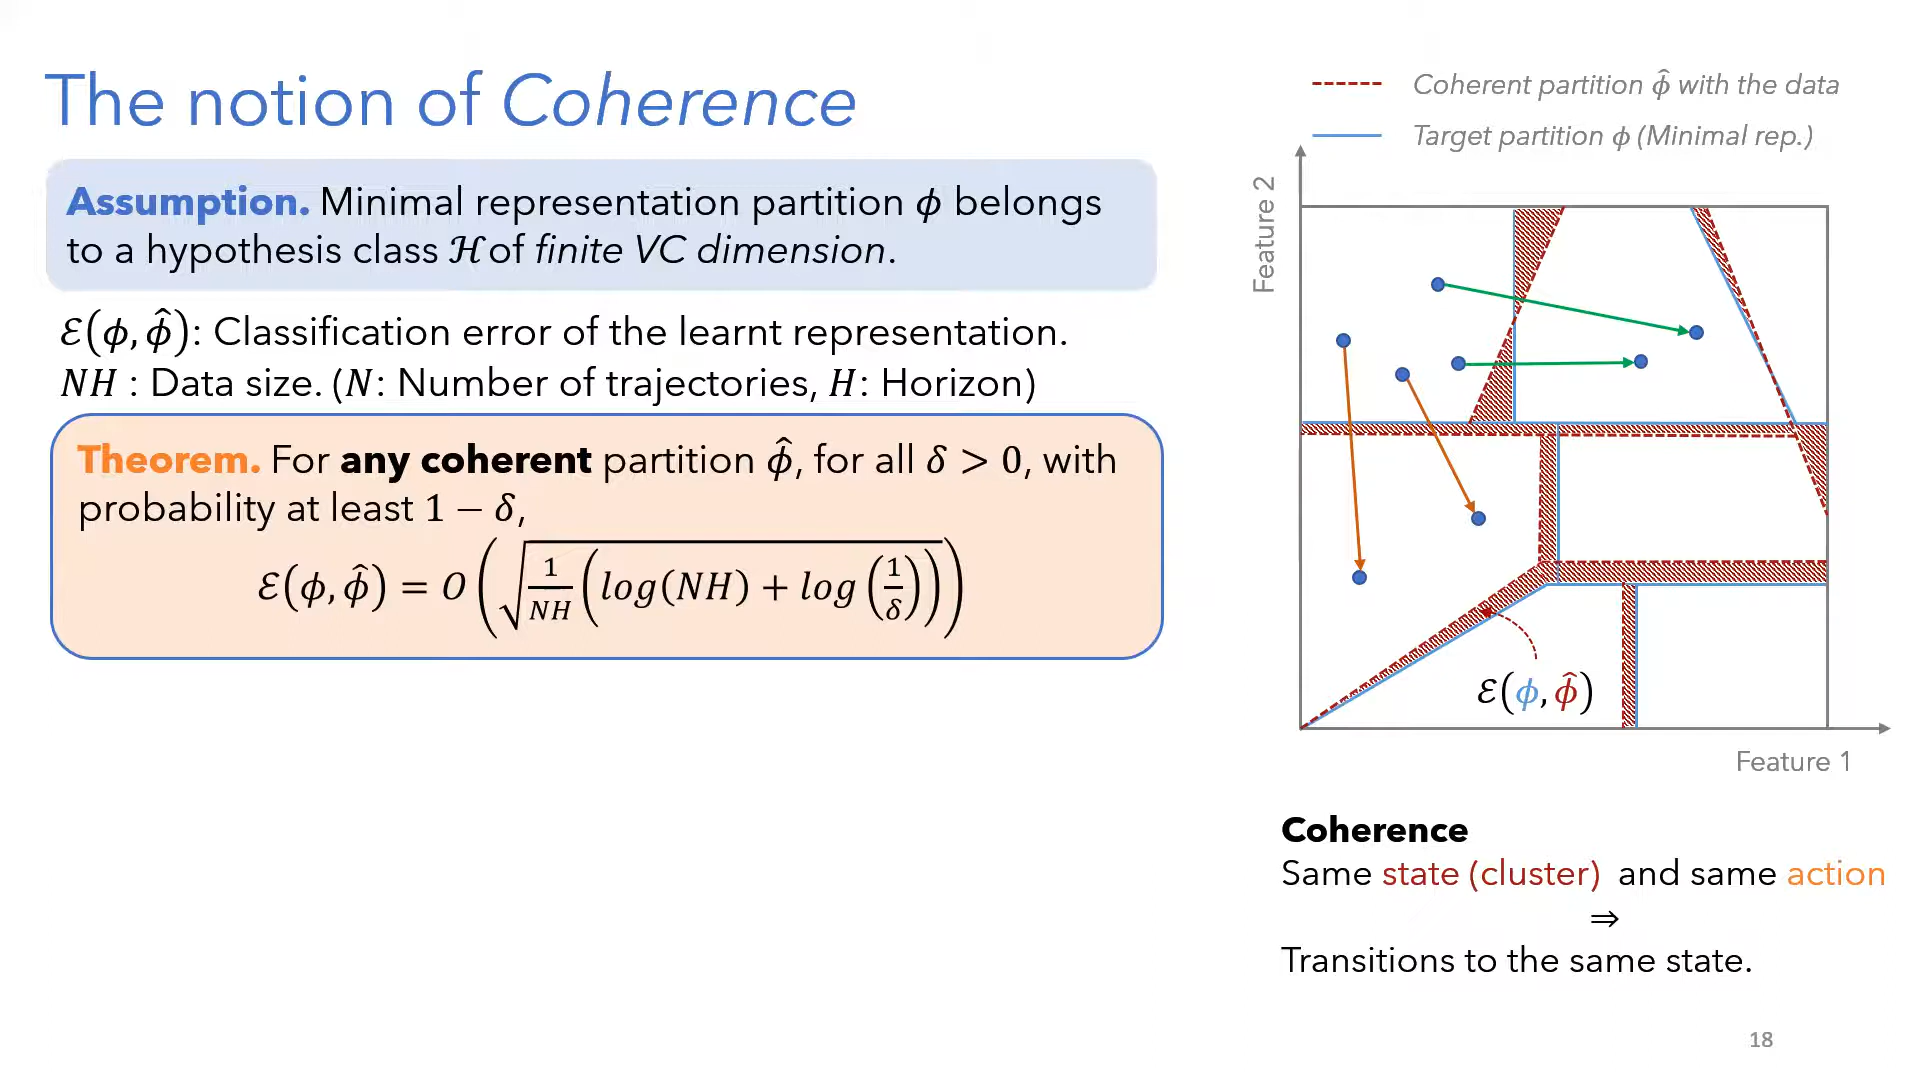 The notion of Coherence
Assumption. Minimal representation partition ϕ belongs
to a hypothesis class ℋ of finite VC dimension.
ℰ(ϕ, ϕ̂): Classification error of the learnt representation.
NH : Data size. (N: Number of trajectories, H: Horizon)
Theorem. For any coherent partition ϕ̂, for all δ > 0, with
probability at least 1 − δ,
ℰ(ϕ, ϕ̂) = O(√(1/NH (log(NH) + log(1/δ))))
Coherent partition ϕ̂ with the data
Target partition ϕ (Minimal rep.)
Feature 2
ℰ(ϕ, ϕ̂)
Feature 1
Coherence
Same state (cluster) and same action
⇒
Transitions to the same state.
18